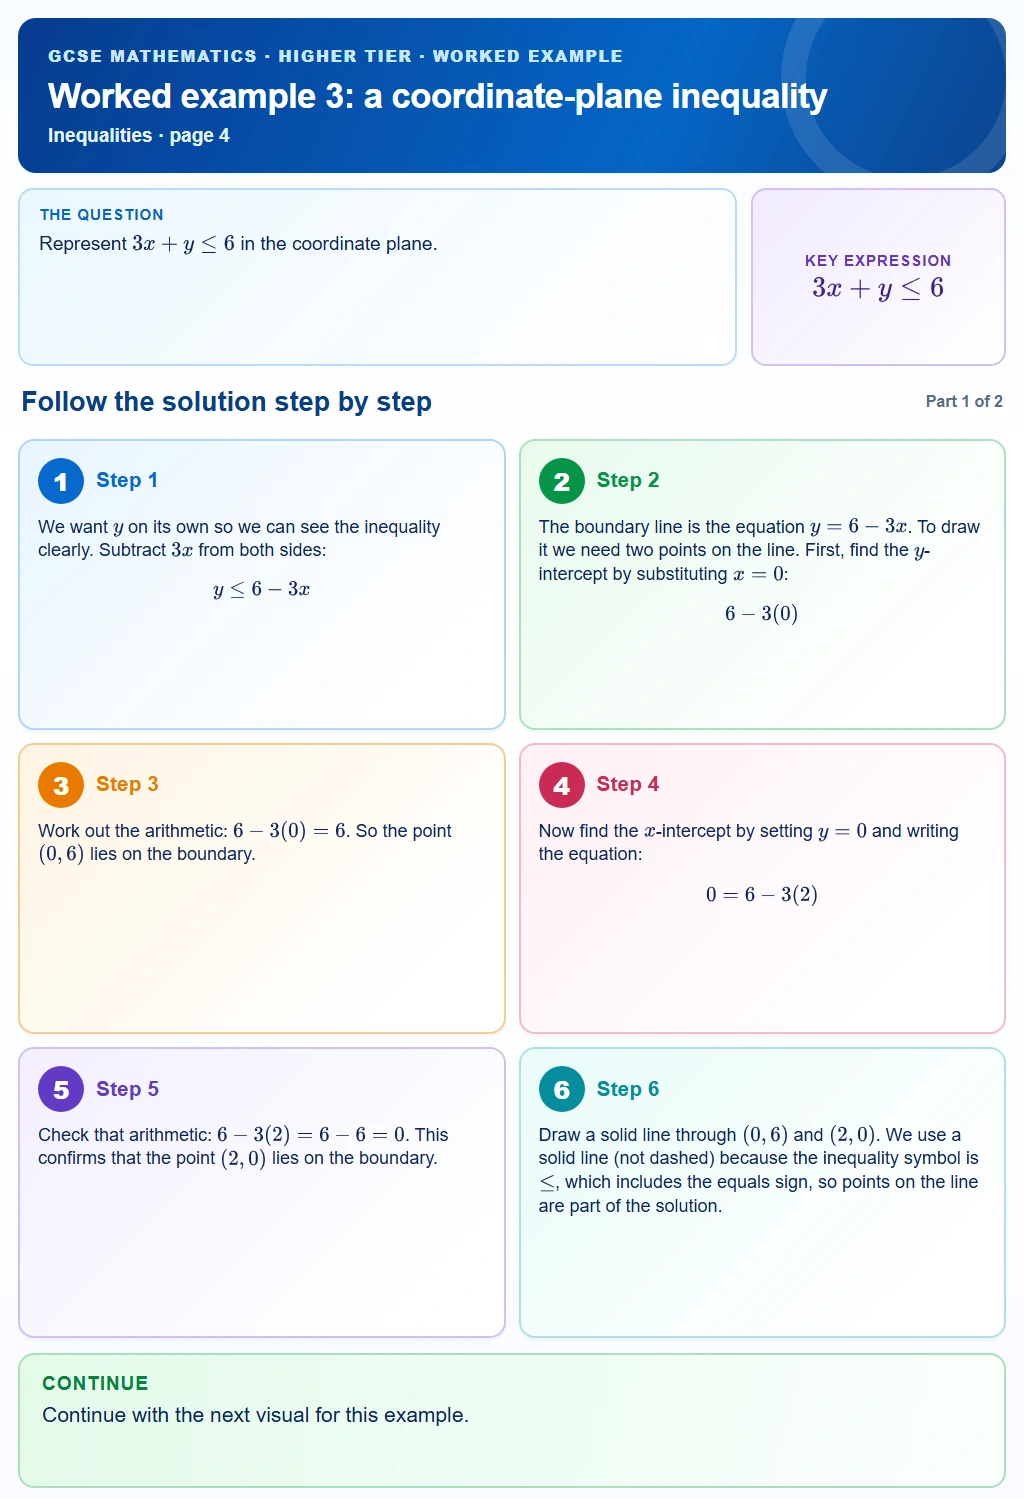 GCSE MATHEMATICS · HIGHER TIER · WORKED EXAMPLE
Worked example 3: a coordinate-plane inequality
Inequalities · page 4
THE QUESTION
Represent 3x + y ≤ 6 in the coordinate plane.
KEY EXPRESSION
3x + y ≤ 6
Follow the solution step by step
Part 1 of 2
1 Step 1
We want y on its own so we can see the inequality
clearly. Subtract 3x from both sides:
y ≤ 6 − 3x
2 Step 2
The boundary line is the equation y = 6 − 3x. To draw
it we need two points on the line. First, find the y-
intercept by substituting x = 0:
6 − 3(0)
3 Step 3
Work out the arithmetic: 6 − 3(0) = 6. So the point
(0, 6) lies on the boundary.
4 Step 4
Now find the x-intercept by setting y = 0 and writing
the equation:
0 = 6 − 3(2)
5 Step 5
Check that arithmetic: 6 − 3(2) = 6 − 6 = 0. This
confirms that the point (2, 0) lies on the boundary.
6 Step 6
Draw a solid line through (0, 6) and (2, 0). We use a
solid line (not dashed) because the inequality symbol is
≤, which includes the equals sign, so points on the line
are part of the solution.
CONTINUE
Continue with the next visual for this example.